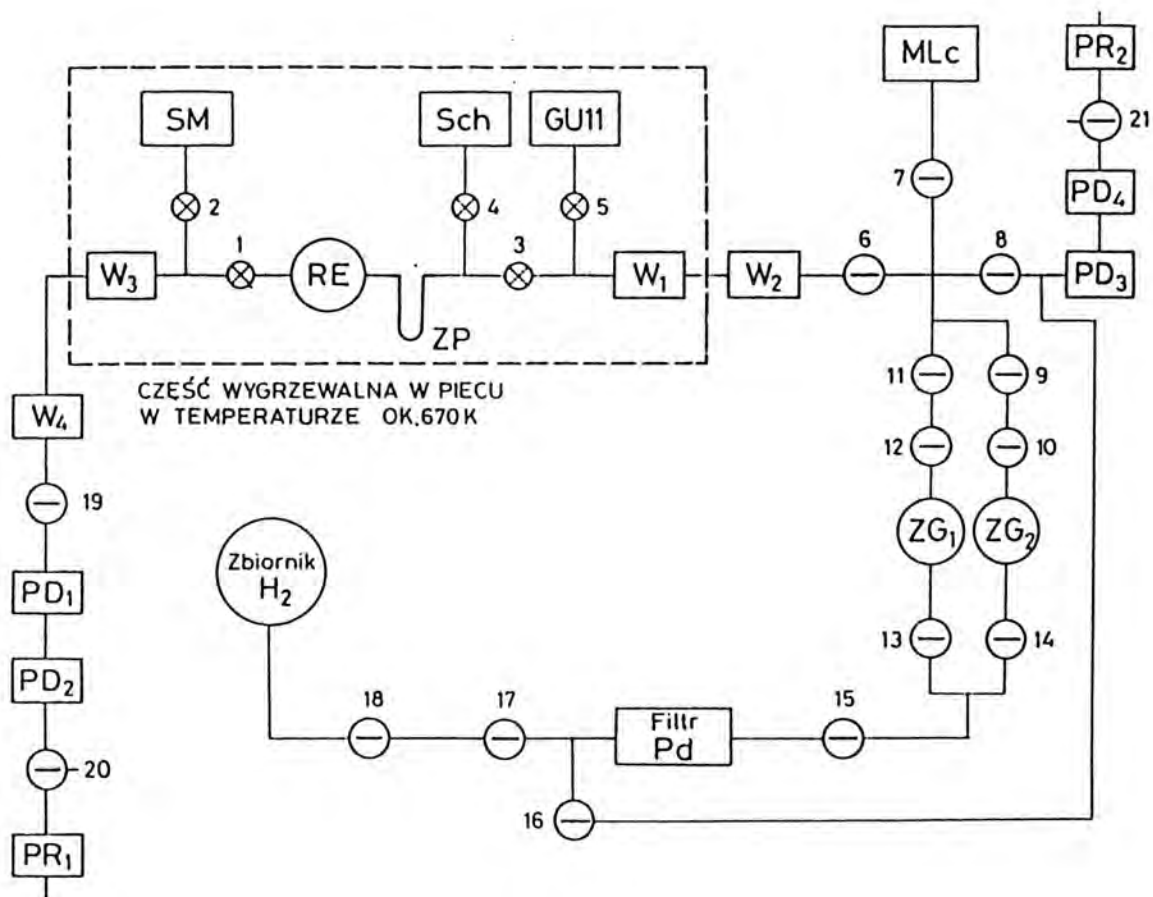 MLc
PR2
21
SM
Sch
GU11
7
PD4
2
4
5
1
3
6
8
W3
RE
W1
W2
PD3
ZP
CZĘŚĆ WYGRZEWALNA W PIECU
W TEMPERATURZE OK.670K
11
9
W4
12
10
19
Zbiornik
H2
ZG1
ZG2
PD1
13
14
PD2
18
17
Filtr
Pd
15
20
16
PR1